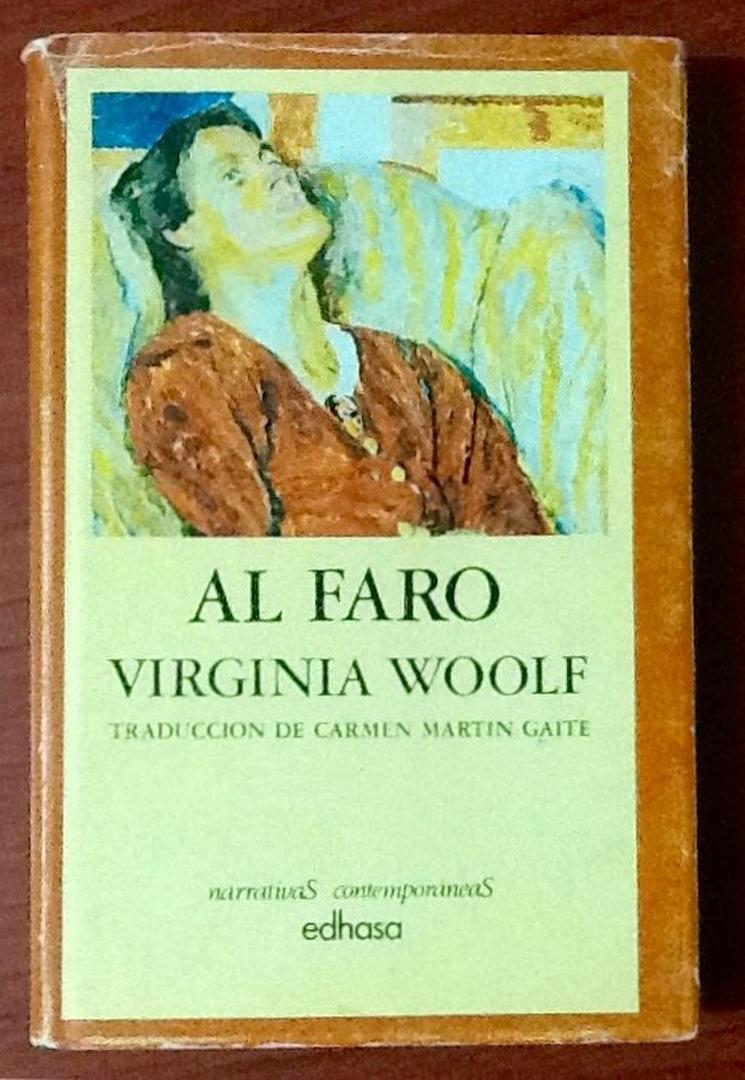 AL FARO
VIRGINIA WOOLF
TRADUCCION DE CARMEN MARTIN GAITE
narrativaS contemporáneaS
edhasa